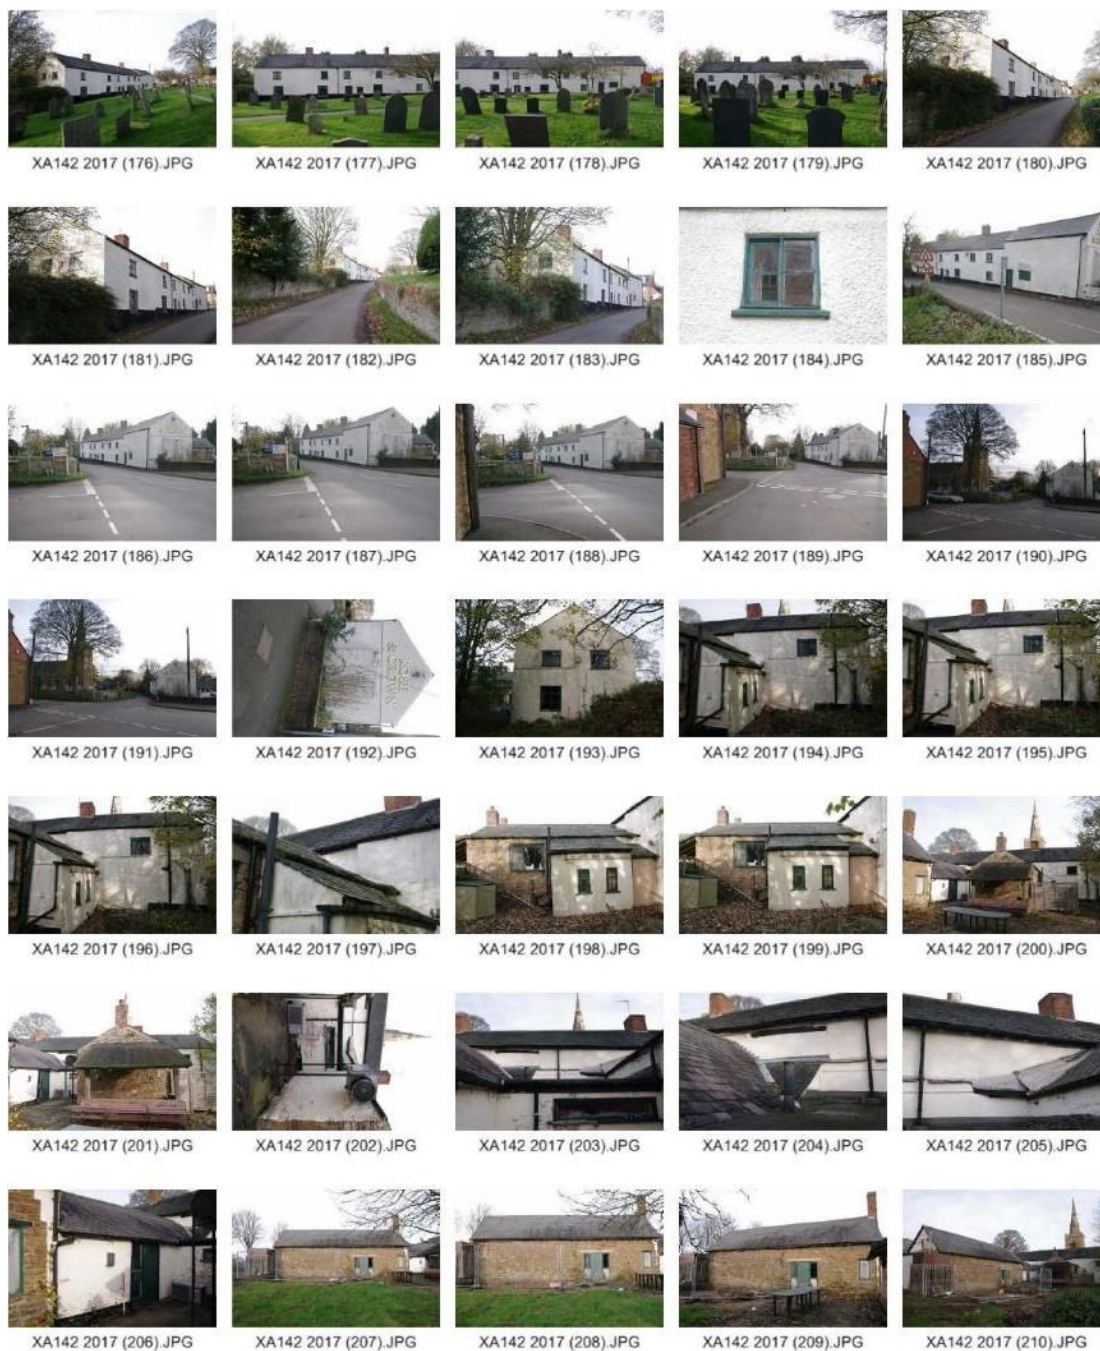 XA142 2017 (176).JPG XA142 2017 (177).JPG XA142 2017 (178).JPG XA142 2017 (179).JPG XA142 2017 (180).JPG
XA142 2017 (181).JPG XA142 2017 (182).JPG XA142 2017 (183).JPG XA142 2017 (184).JPG XA142 2017 (185).JPG
XA142 2017 (186).JPG XA142 2017 (187).JPG XA142 2017 (188).JPG XA142 2017 (189).JPG XA142 2017 (190).JPG
XA142 2017 (191).JPG XA142 2017 (192).JPG XA142 2017 (193).JPG XA142 2017 (194).JPG XA142 2017 (195).JPG
XA142 2017 (196).JPG XA142 2017 (197).JPG XA142 2017 (198).JPG XA142 2017 (199).JPG XA142 2017 (200).JPG
XA142 2017 (201).JPG XA142 2017 (202).JPG XA142 2017 (203).JPG XA142 2017 (204).JPG XA142 2017 (205).JPG
XA142 2017 (206).JPG XA142 2017 (207).JPG XA142 2017 (208).JPG XA142 2017 (209).JPG XA142 2017 (210).JPG